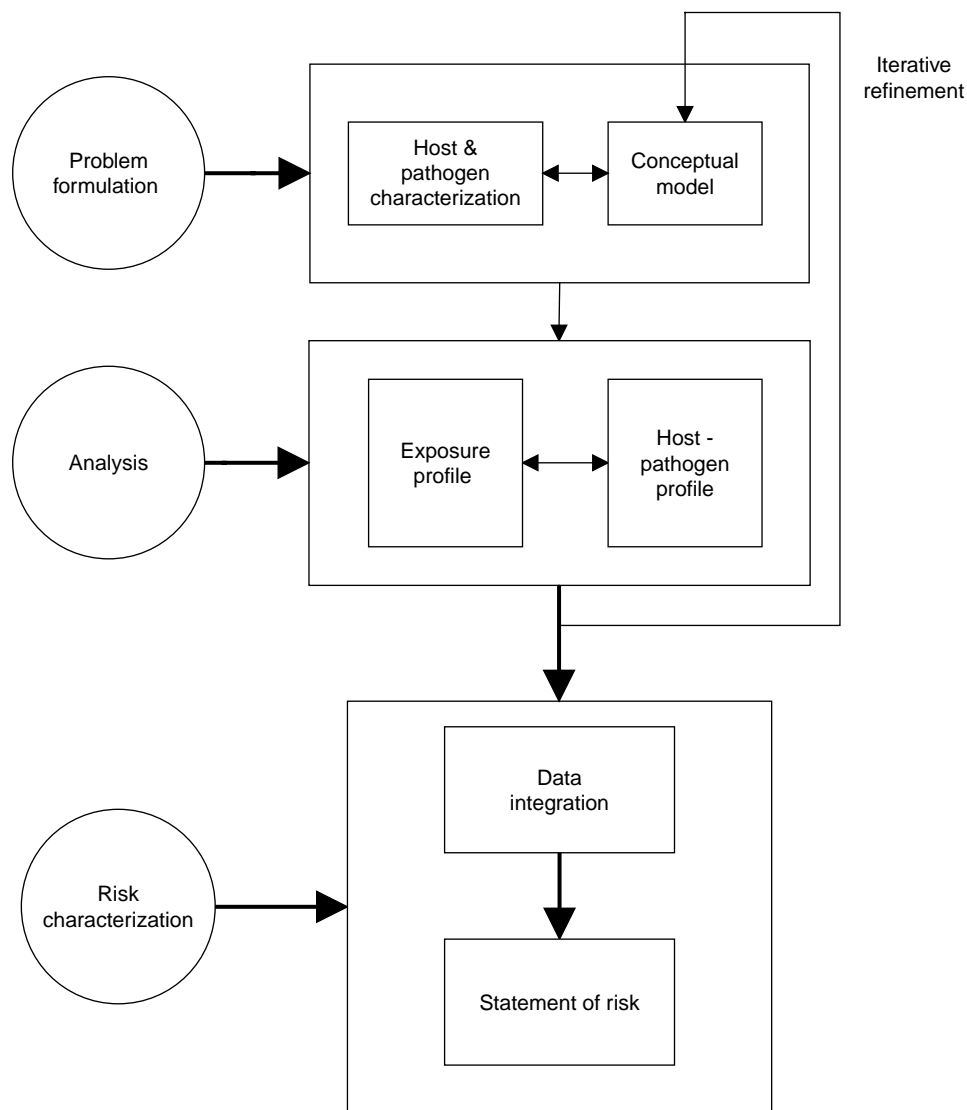 Iterative
refinement
Problem
formulation
Host &
pathogen
characterization
Conceptual
model
Analysis
Exposure
profile
Host -
pathogen
profile
Data
integration
Risk
characterization
Statement of risk